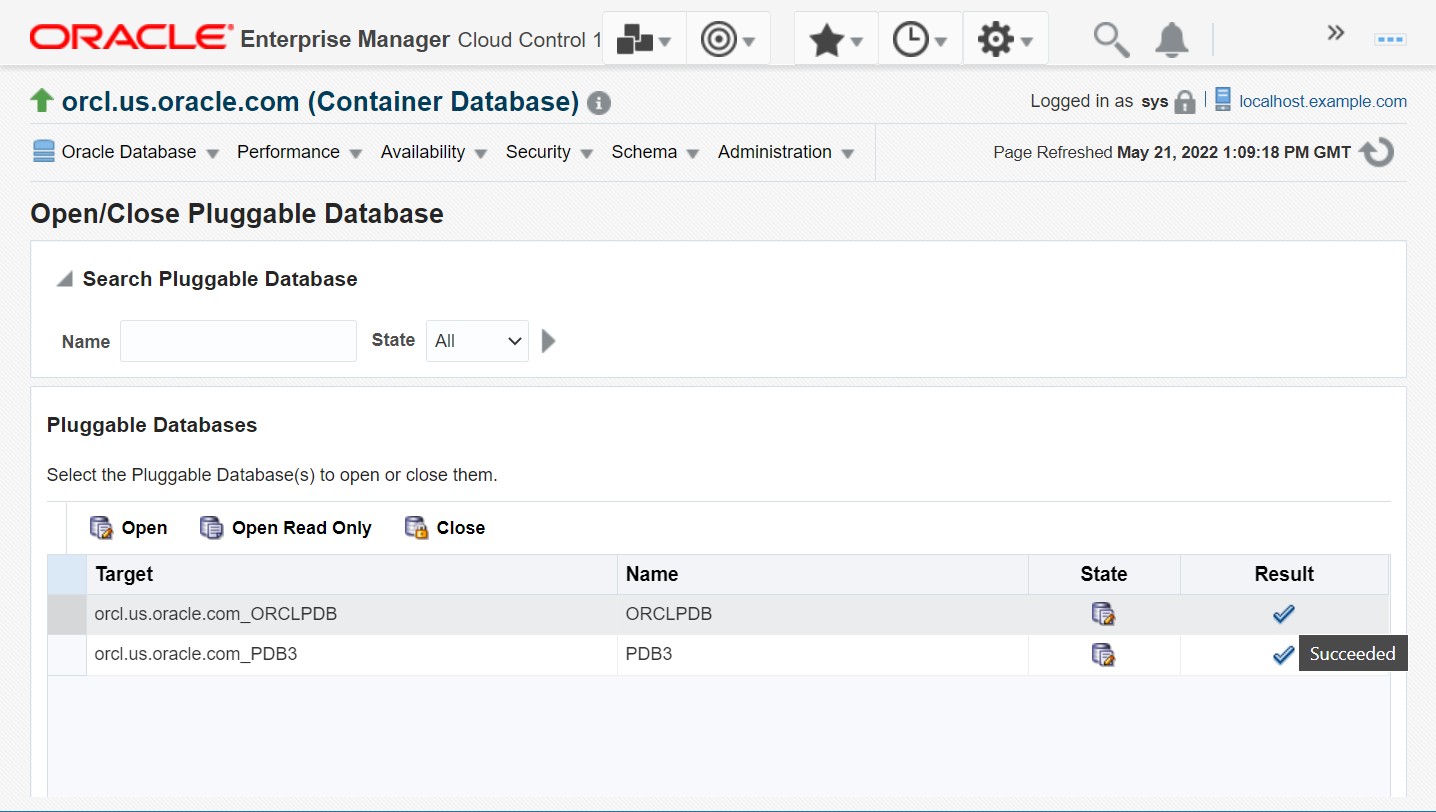 ORACLE® Enterprise Manager Cloud Control 1
orcl.us.oracle.com (Container Database)
Logged in as sys localhost.example.com
Oracle Database Performance Availability Security Schema Administration
Page Refreshed May 21, 2022 1:09:18 PM GMT
Open/Close Pluggable Database
Search Pluggable Database
Name State All
Pluggable Databases
Select the Pluggable Database(s) to open or close them.
Open Open Read Only Close
Target Name State Result
orcl.us.oracle.com_ORCLPDB ORCLPDB
orcl.us.oracle.com_PDB3 PDB3 Succeeded